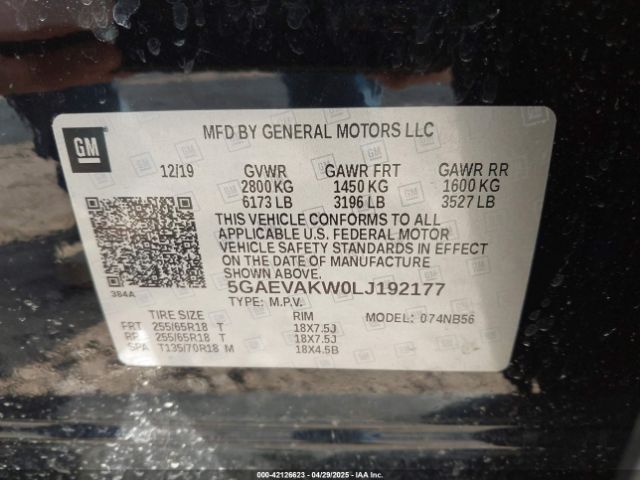 GM
MFD BY GENERAL MOTORS LLC
12/19 GVWR GAWR FRT GAWR RR
2800 KG 1450 KG 1600 KG
6173 LB 3196 LB 3527 LB
THIS VEHICLE CONFORMS TO ALL
APPLICABLE U.S. FEDERAL MOTOR
VEHICLE SAFETY STANDARDS IN EFFECT
ON THE DATE OF MANUFACTURE
SHOWN ABOVE.
384A
5GAEVAKW0LJ192177
TYPE: M.P.V.
TIRE SIZE RIM MODEL: 074NB56
FRT 255/65R18 T 18X7.5J
RR 255/65R18 T 18X7.5J
SPA T135/70R18 M 18X4.5B
000-42126623 - 04/29/2025 - IAAI.CA